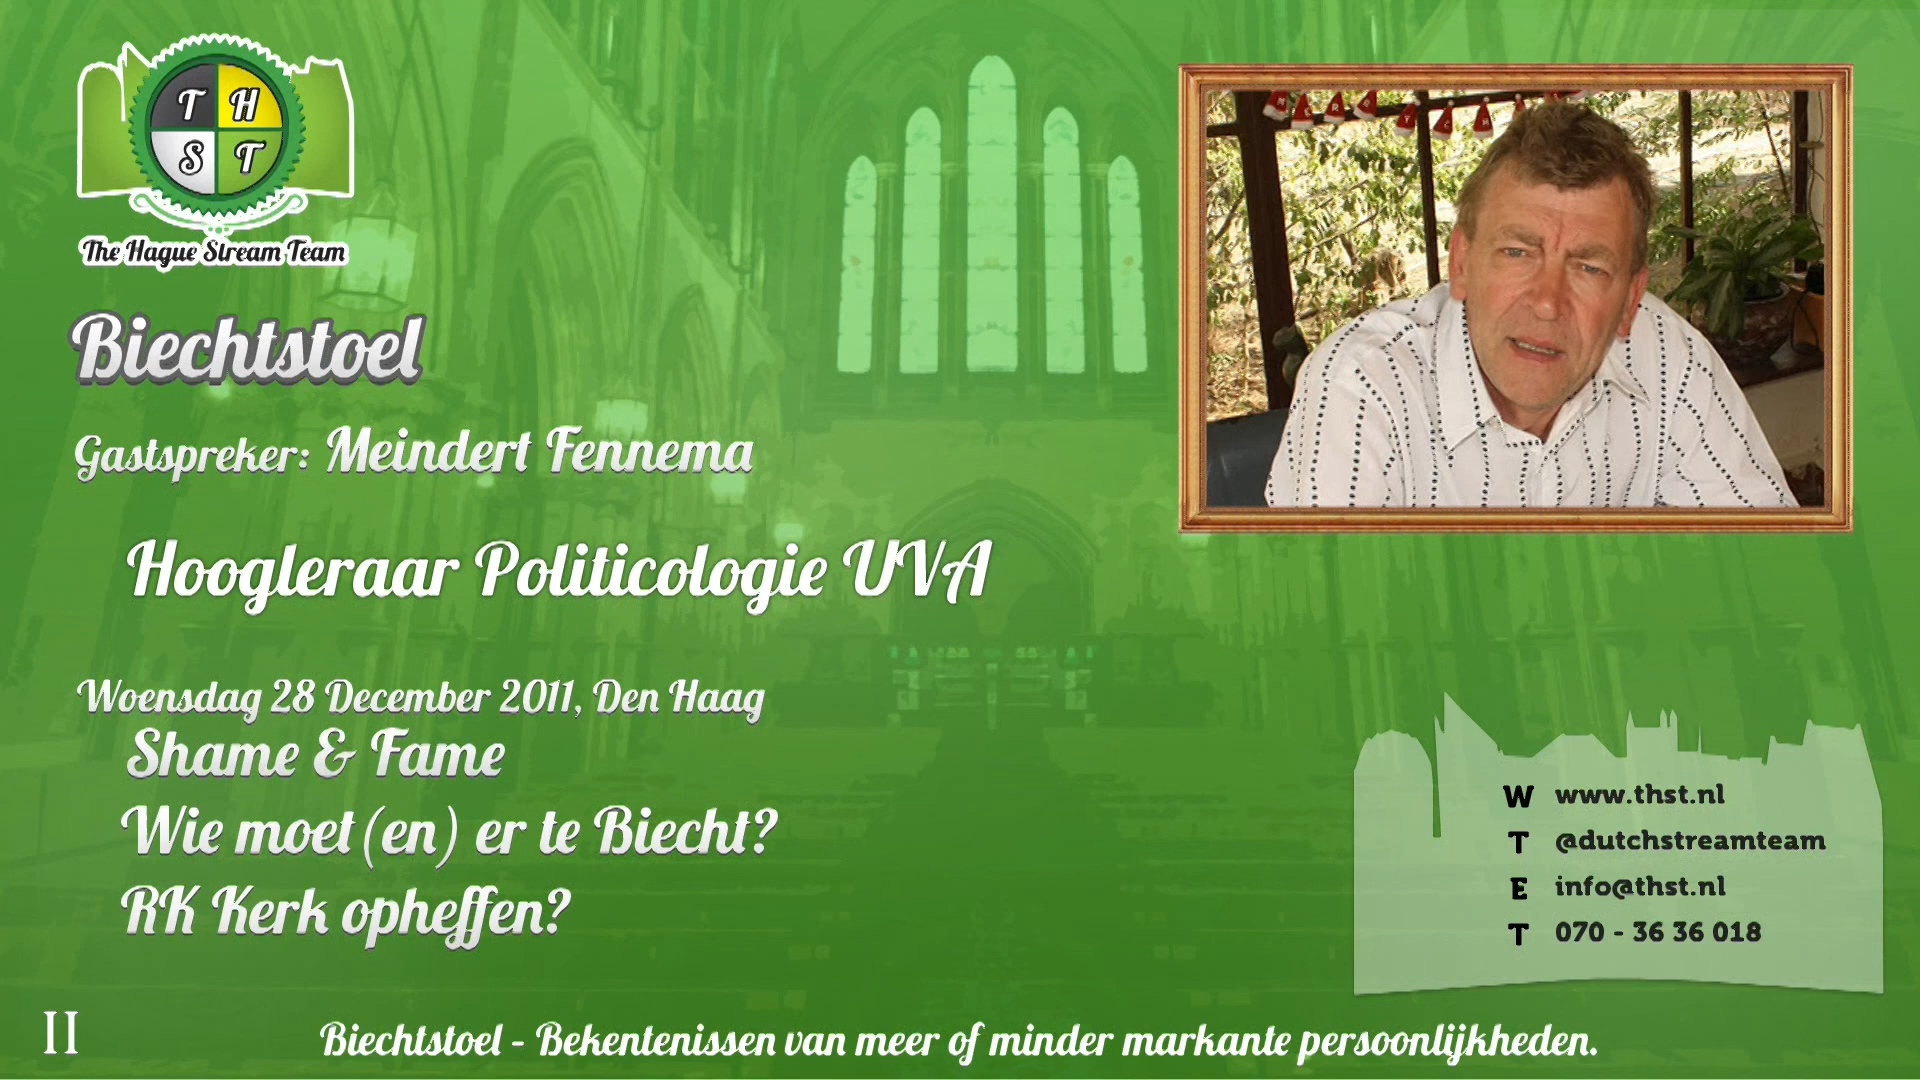 T H
S T
The Hague Stream Team
Biechtstoel
Gastspreker: Meindert Fennema
Hoogleraar Politicologie UVA
Woensdag 28 December 2011, Den Haag
Shame & Fame
Wie moet(en) er te Biecht?
RK Kerk opheffen?
W www.thst.nl
T @dutchstreamteam
E info@thst.nl
T 070 - 36 36 018
II
Biechtstoel - Bekentenissen van meer of minder markante persoonlijkheden.